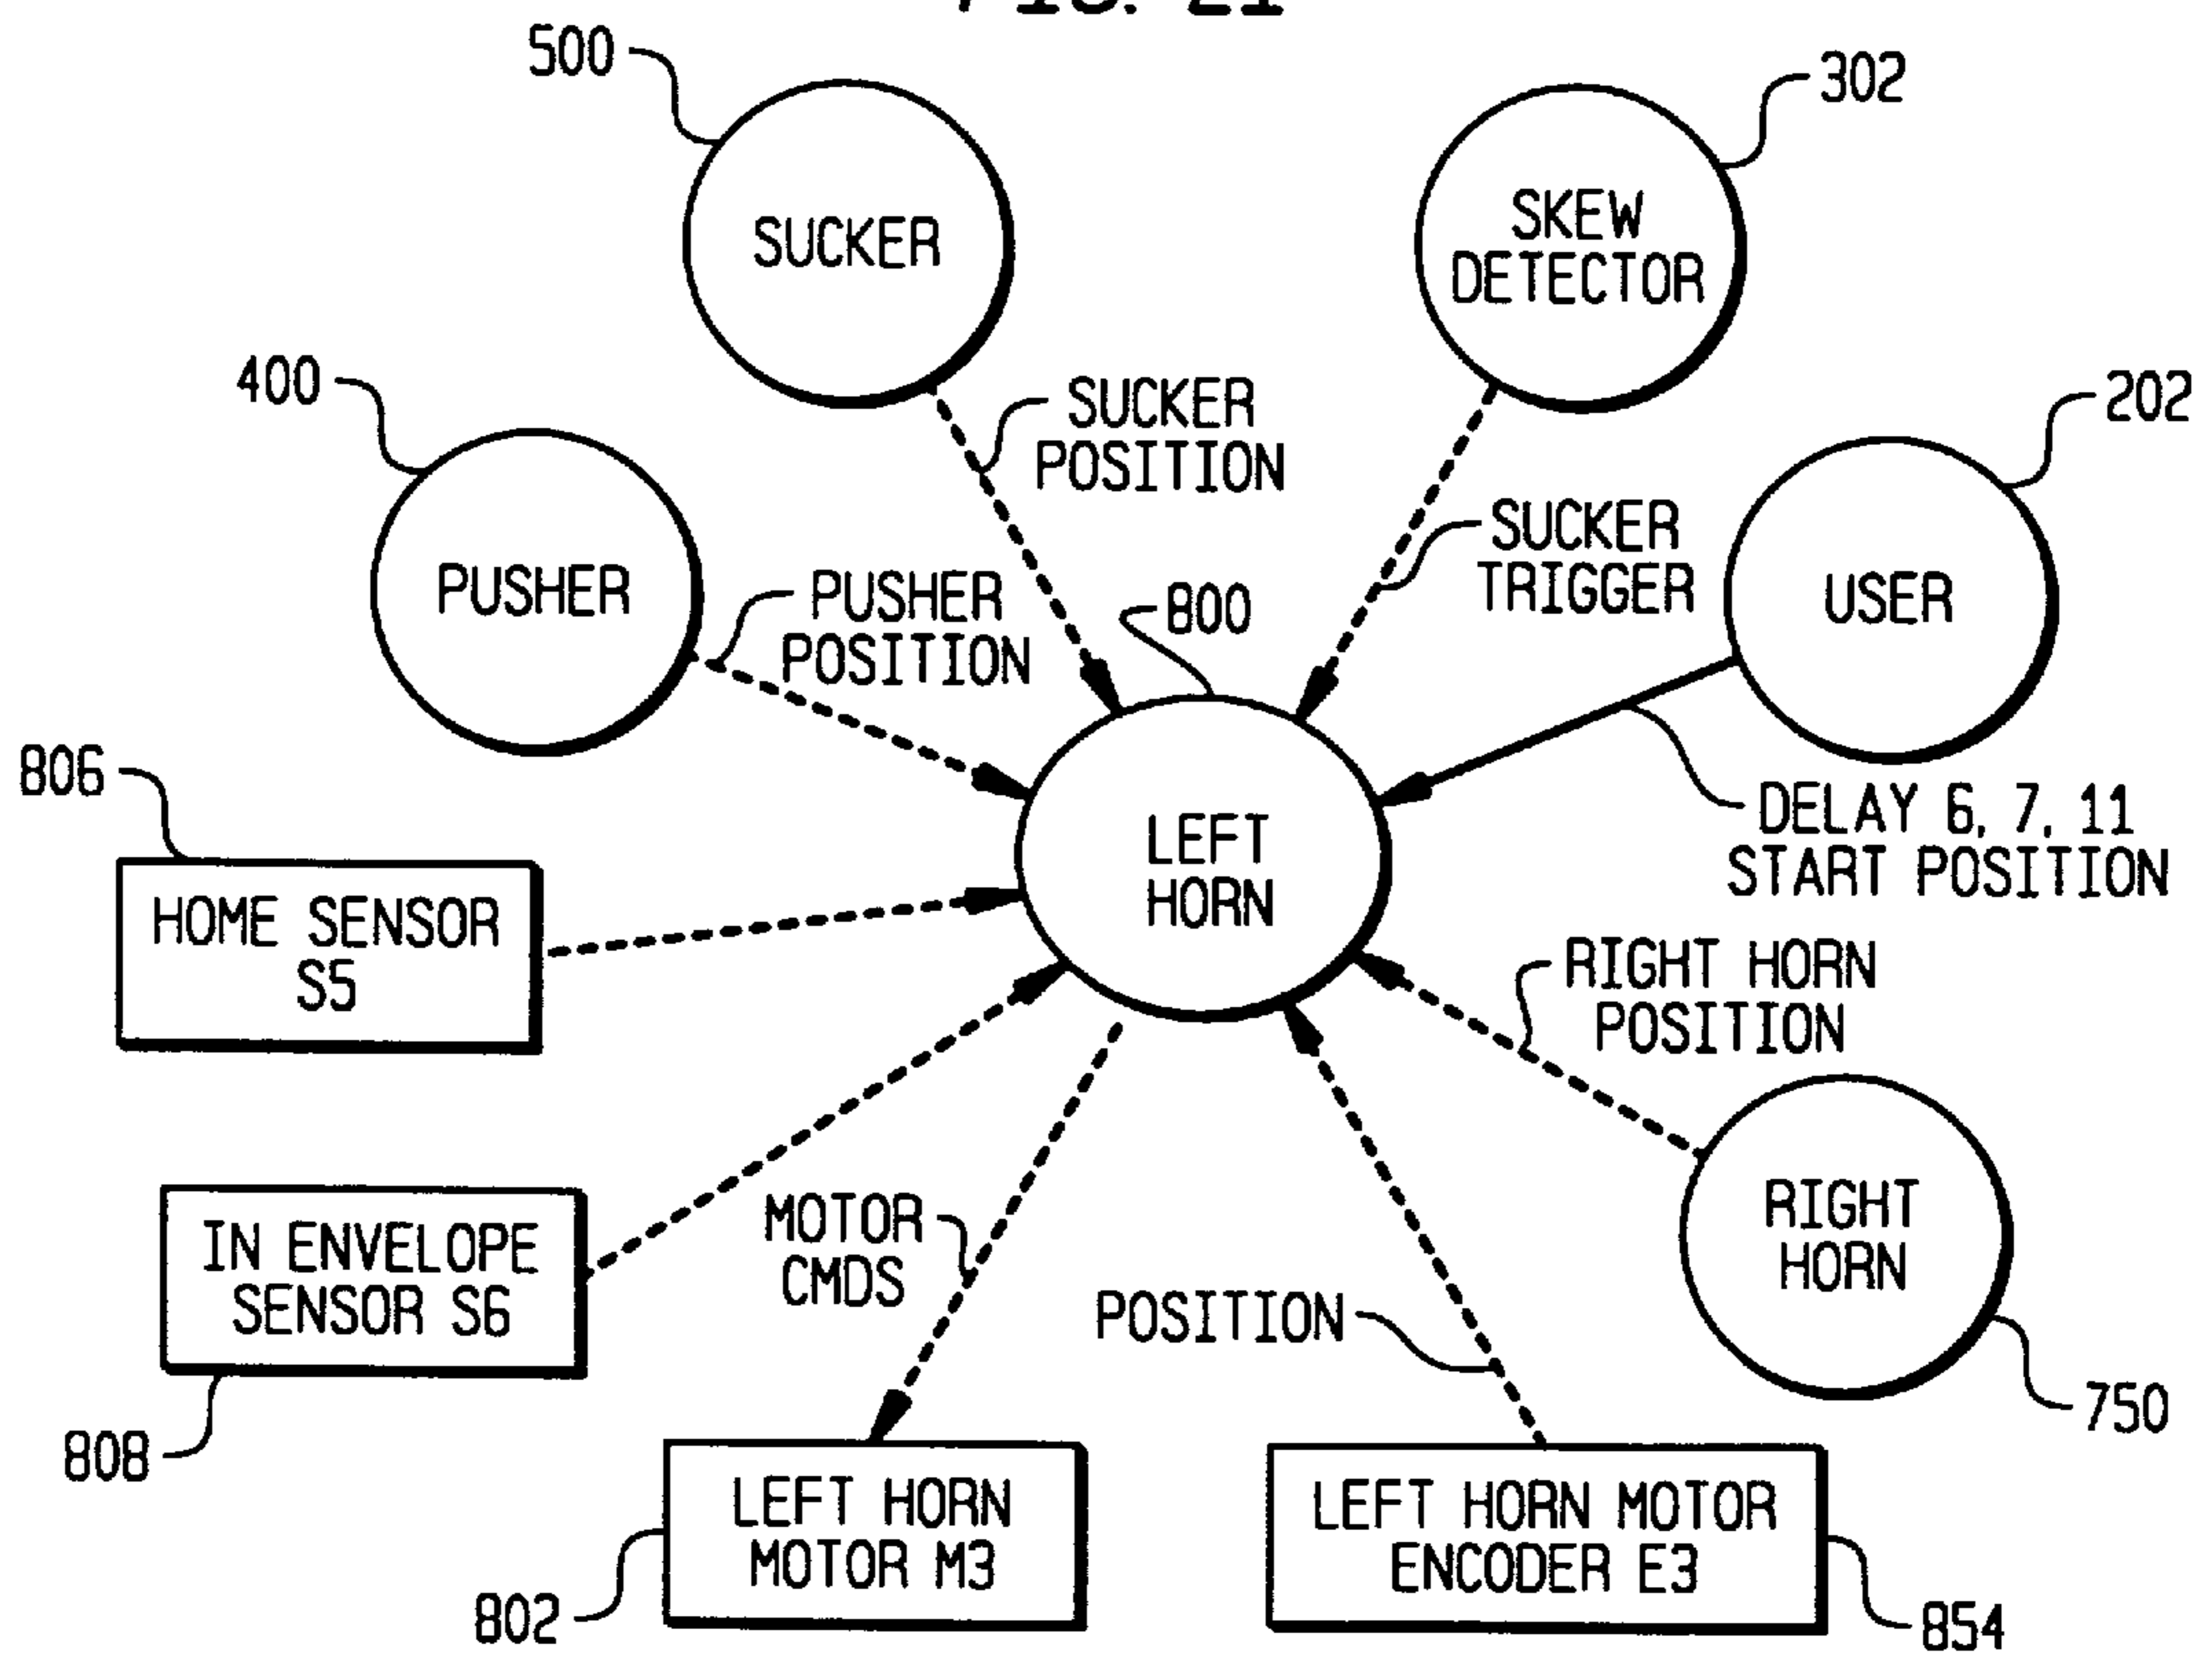 FIG. 21
500
302
SUCKER
SKEW
DETECTOR
400
SUCKER
POSITION
202
PUSHER
PUSHER
POSITION
SUCKER
TRIGGER
USER
800
806
LEFT
HORN
DELAY 6, 7, 11
START POSITION
HOME SENSOR
S5
RIGHT HORN
POSITION
IN ENVELOPE
SENSOR S6
MOTOR
CMDS
RIGHT
HORN
POSITION
808
750
LEFT HORN
MOTOR M3
LEFT HORN MOTOR
ENCODER E3
802
854